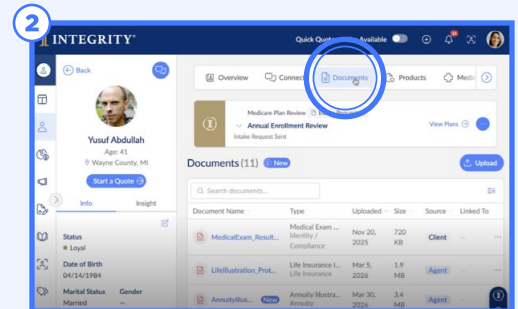 2
INTEGRITY
Quick Quote Available
Back
Overview Connect Documents Products Medic
Medicare Plan Review
Annual Enrollment Review
Intake Request Sent
View Plans
Yusuf Abdullah
Age: 41
Wayne County, MI
Start a Quote
Info Insight
Status
Loyal
Date of Birth
04/14/1984
Marital Status Gender
Married –
Documents (11) New
Upload
Search documents...
Document Name Type Uploaded Size Source Linked To
MedicalExam_Result... Medical Exam ... Identity / Compliance Nov 20, 2025 720 KB Client –
LifeIllustration_Prot... Life Insurance I... Life Insurance Mar 5, 2026 1.9 MB Agent –
AnnuityIllus... New Annuity Illustra... Annuity Mar 30, 2026 3.4 MB Agent –